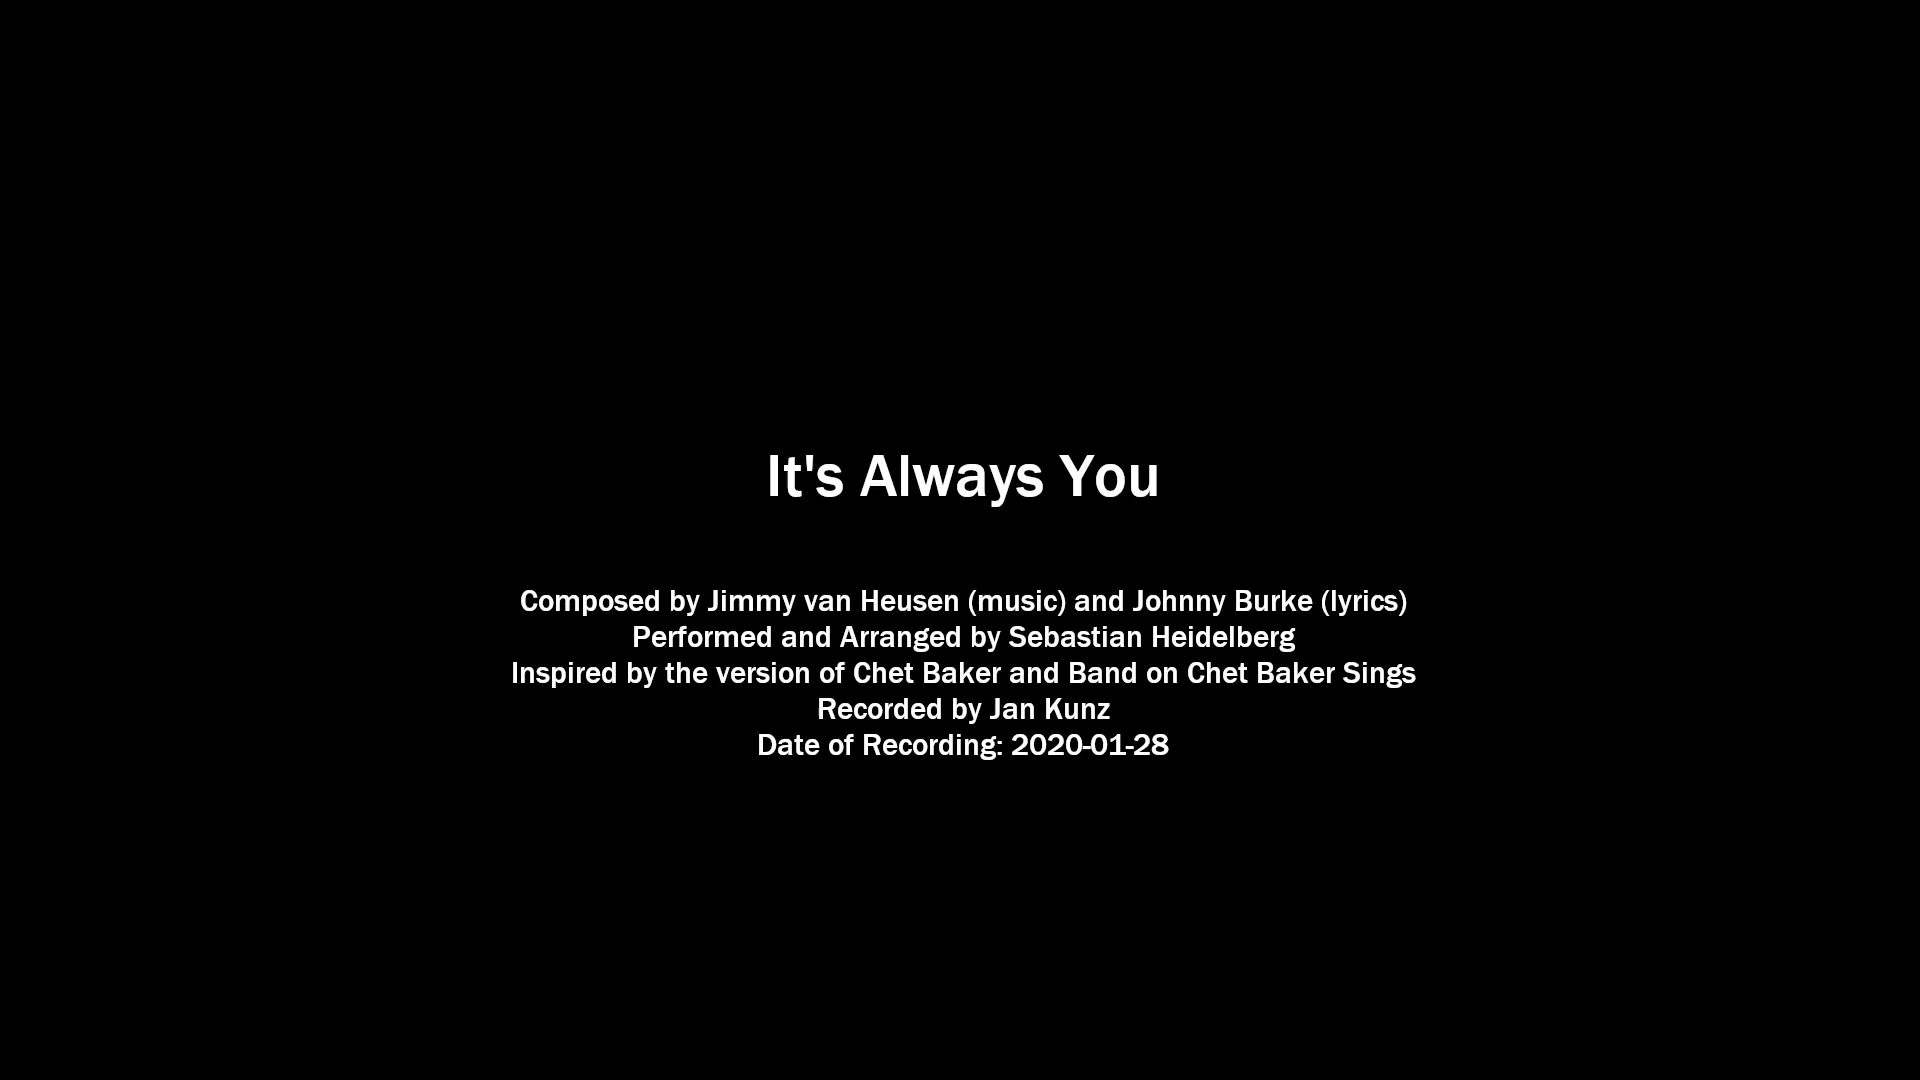 It's Always You
Composed by Jimmy van Heusen (music) and Johnny Burke (lyrics)
Performed and Arranged by Sebastian Heidelberg
Inspired by the version of Chet Baker and Band on Chet Baker Sings
Recorded by Jan Kunz
Date of Recording: 2020-01-28